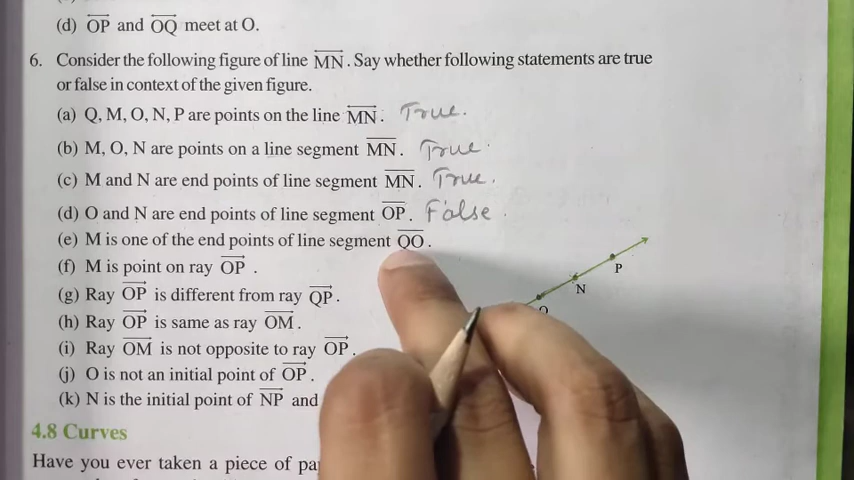 (d) OP and OQ meet at O.
6. Consider the following figure of line MN. Say whether following statements are true
or false in context of the given figure.
(a) Q, M, O, N, P are points on the line MN. True.
(b) M, O, N are points on a line segment MN. True.
(c) M and N are end points of line segment MN. True.
(d) O and N are end points of line segment OP. False.
(e) M is one of the end points of line segment QO.
(f) M is point on ray OP.
(g) Ray OP is different from ray QP.
(h) Ray OP is same as ray OM.
(i) Ray OM is not opposite to ray OP.
(j) O is not an initial point of OP.
(k) N is the initial point of NP and
P
N
O
4.8 Curves
Have you ever taken a piece of pa